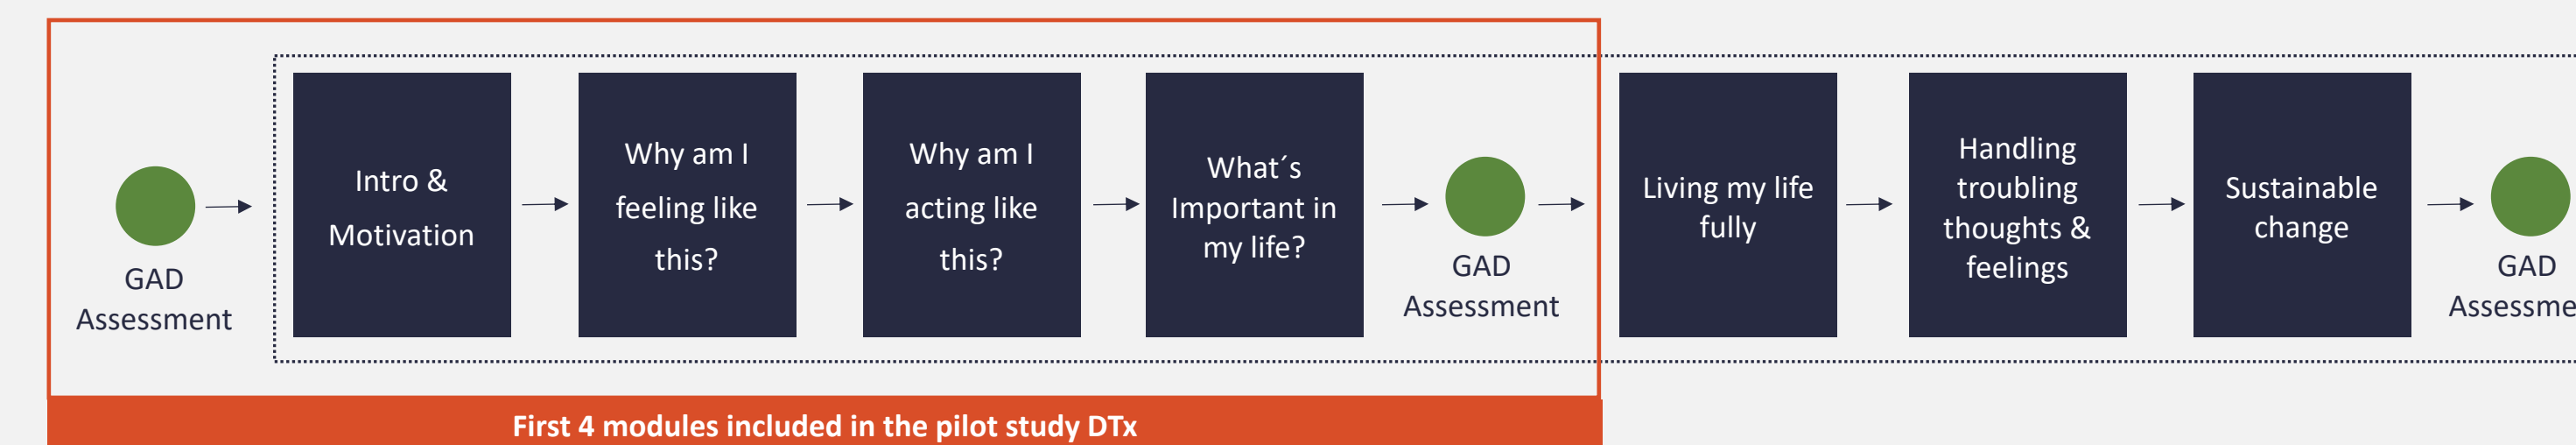 GAD
Assessment
Intro &
Motivation
Why am I
feeling like
this?
Why am I
acting like
this?
What´s
Important in
my life?
GAD
Assessment
Living my life
fully
Handling
troubling
thoughts &
feelings
Sustainable
change
GAD
Assessme
First 4 modules included in the pilot study DTx